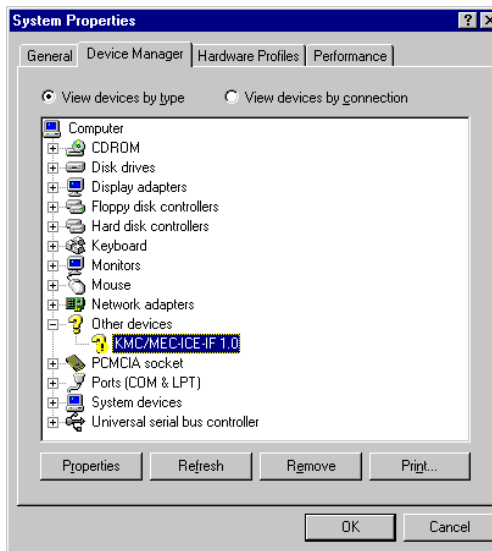 System Properties
General Device Manager Hardware Profiles Performance
View devices by type View devices by connection
Computer
CDROM
Disk drives
Display adapters
Floppy disk controllers
Hard disk controllers
Keyboard
Monitors
Mouse
Network adapters
Other devices
KMC/MEC-ICE-IF 1.0
PCMCIA socket
Ports (COM & LPT)
System devices
Universal serial bus controller
Properties Refresh Remove Print...
OK Cancel